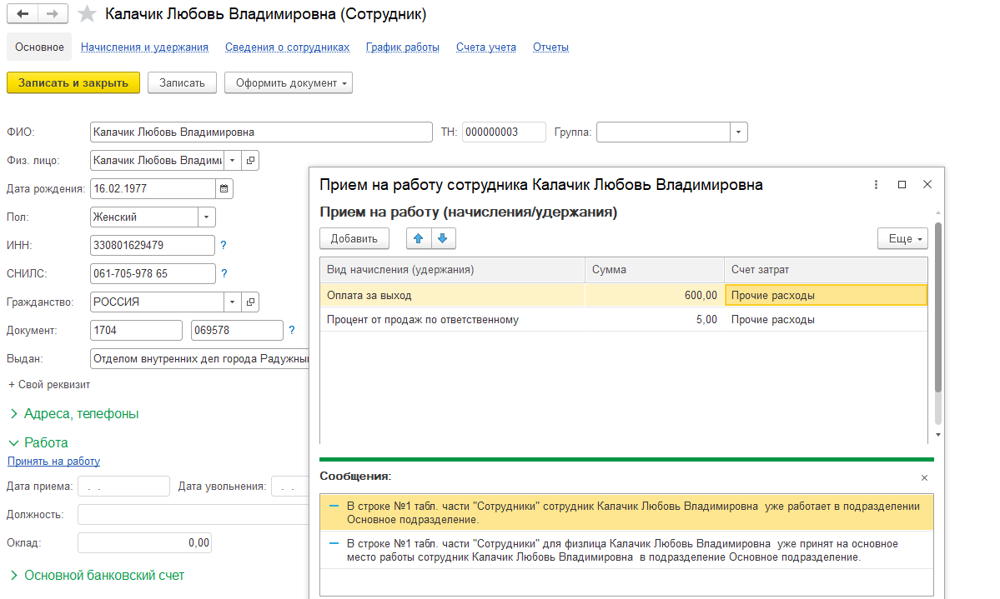 Калачик Любовь Владимировна (Сотрудник)
Основное Начисления и удержания Сведения о сотрудниках График работы Счета учета Отчеты
Записать и закрыть Записать Оформить документ
ФИО: Калачик Любовь Владимировна ТН: 000000003 Группа:
Физ. лицо: Калачик Любовь Владими
Дата рождения: 16.02.1977
Пол: Женский
ИНН: 330801629479 ?
СНИЛС: 061-705-978 65 ?
Гражданство: РОССИЯ
Документ: 1704 069578 ?
Выдан: Отделом внутренних дел города Радужный
+ Свой реквизит
Адреса, телефоны
Работа
Принять на работу
Дата приема: . . Дата увольнения: . .
Должность:
Оклад: 0,00
Основной банковский счет
Прием на работу сотрудника Калачик Любовь Владимировна
Прием на работу (начисления/удержания)
Добавить Еще
Вид начисления (удержания) Сумма Счет затрат
Оплата за выход 600,00 Прочие расходы
Процент от продаж по ответственному 5,00 Прочие расходы
Сообщения:
В строке №1 табл. части "Сотрудники" сотрудник Калачик Любовь Владимировна уже работает в подразделении
Основное подразделение.
В строке №1 табл. части "Сотрудники" для физлица Калачик Любовь Владимировна уже принят на основное
место работы сотрудник Калачик Любовь Владимировна в подразделение Основное подразделение.